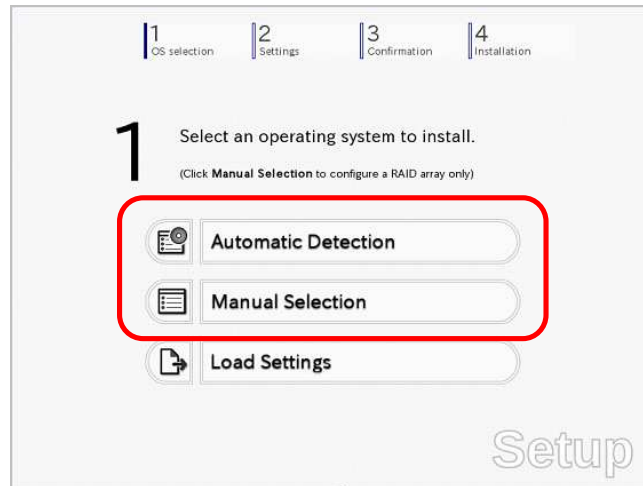 1 2 3 4
OS selection Settings Confirmation Installation
1 Select an operating system to install.
(Click Manual Selection to configure a RAID array only)
Automatic Detection
Manual Selection
Load Settings
Setup